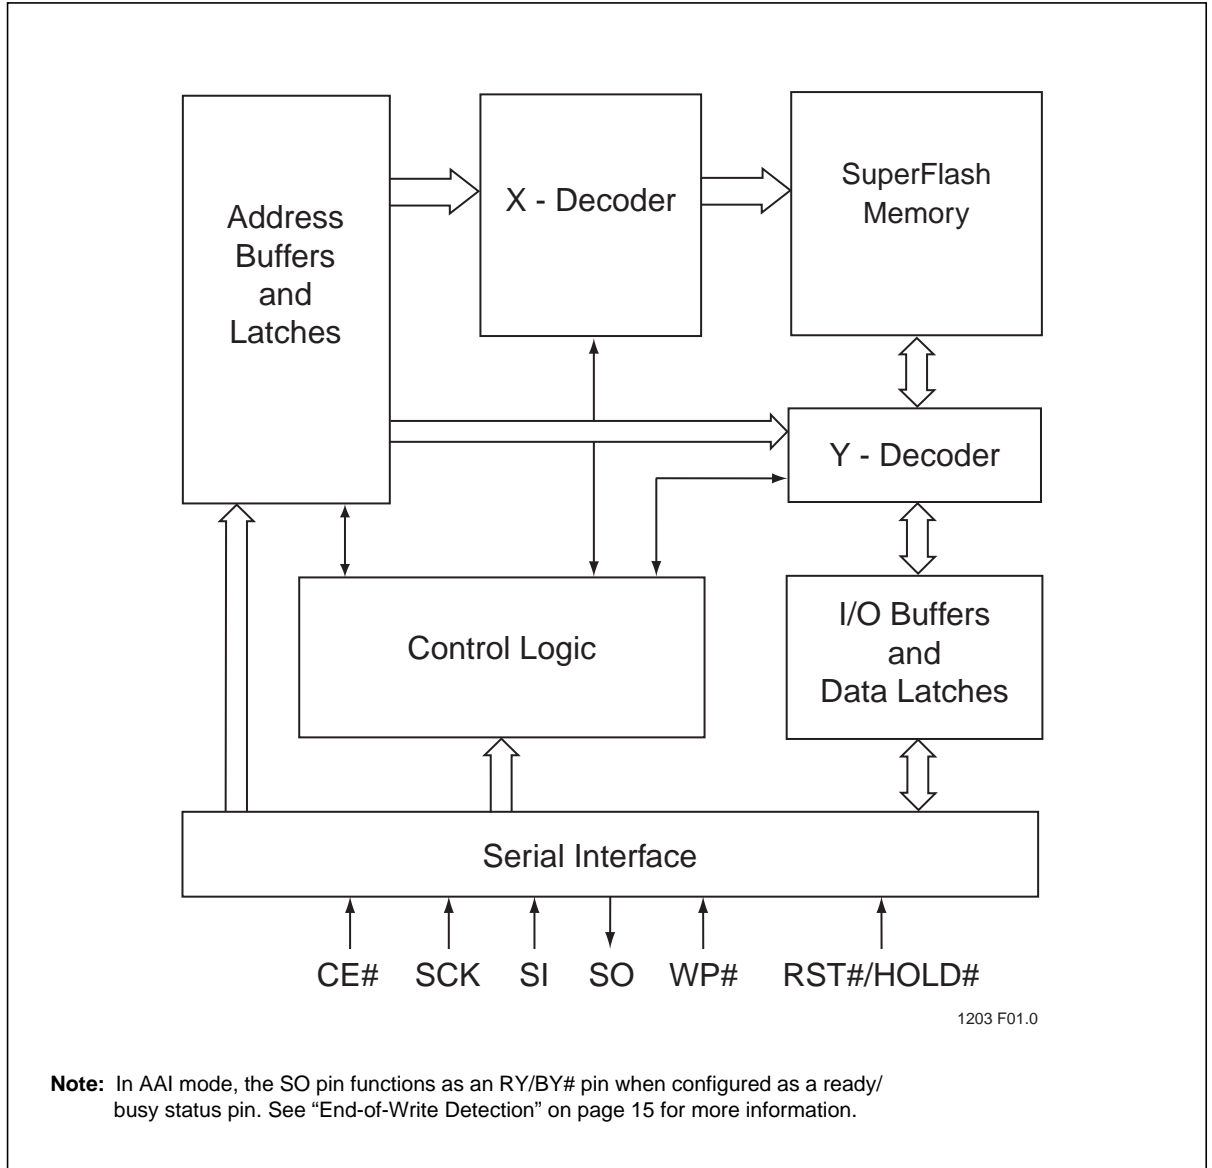 Address
Buffers
and
Latches
X - Decoder
SuperFlash
Memory
Y - Decoder
Control Logic
I/O Buffers
and
Data Latches
Serial Interface
CE# SCK SI SO WP# RST#/HOLD#
1203 F01.0
Note: In AAI mode, the SO pin functions as an RY/BY# pin when configured as a ready/
busy status pin. See “End-of-Write Detection” on page 15 for more information.